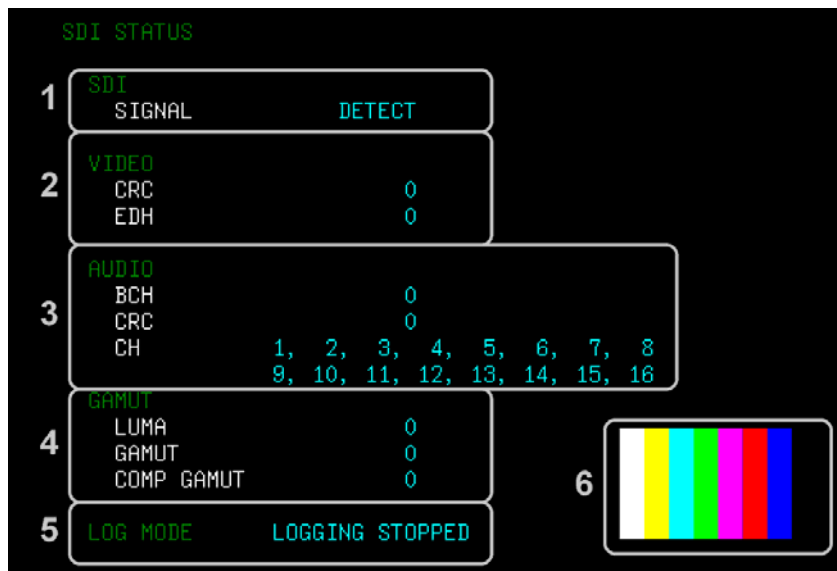 SDI STATUS
1
SDI
SIGNAL DETECT
2
VIDEO
CRC 0
EDH 0
3
AUDIO
BCH 0
CRC 0
CH 1, 2, 3, 4, 5, 6, 7, 8
9, 10, 11, 12, 13, 14, 15, 16
4
GAMUT
LUMA 0
GAMUT 0
COMP GAMUT 0
5
LOG MODE LOGGING STOPPED
6